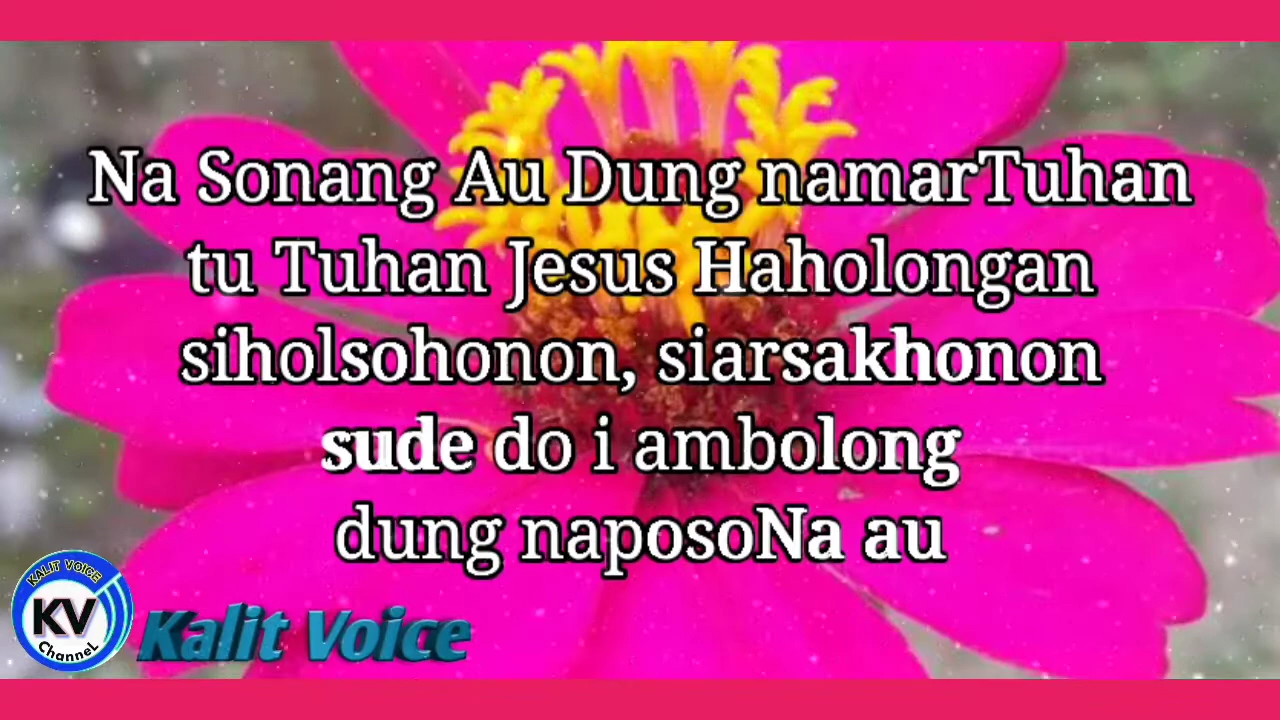 Na Sonang Au Dung namarTuhan
tu Tuhan Jesus Haholongan
siholsohonon, siarsakhonon
sude do i ambolong
dung naposoNa au
KALIT VOICE
KV
ChanneL
Kalit Voice